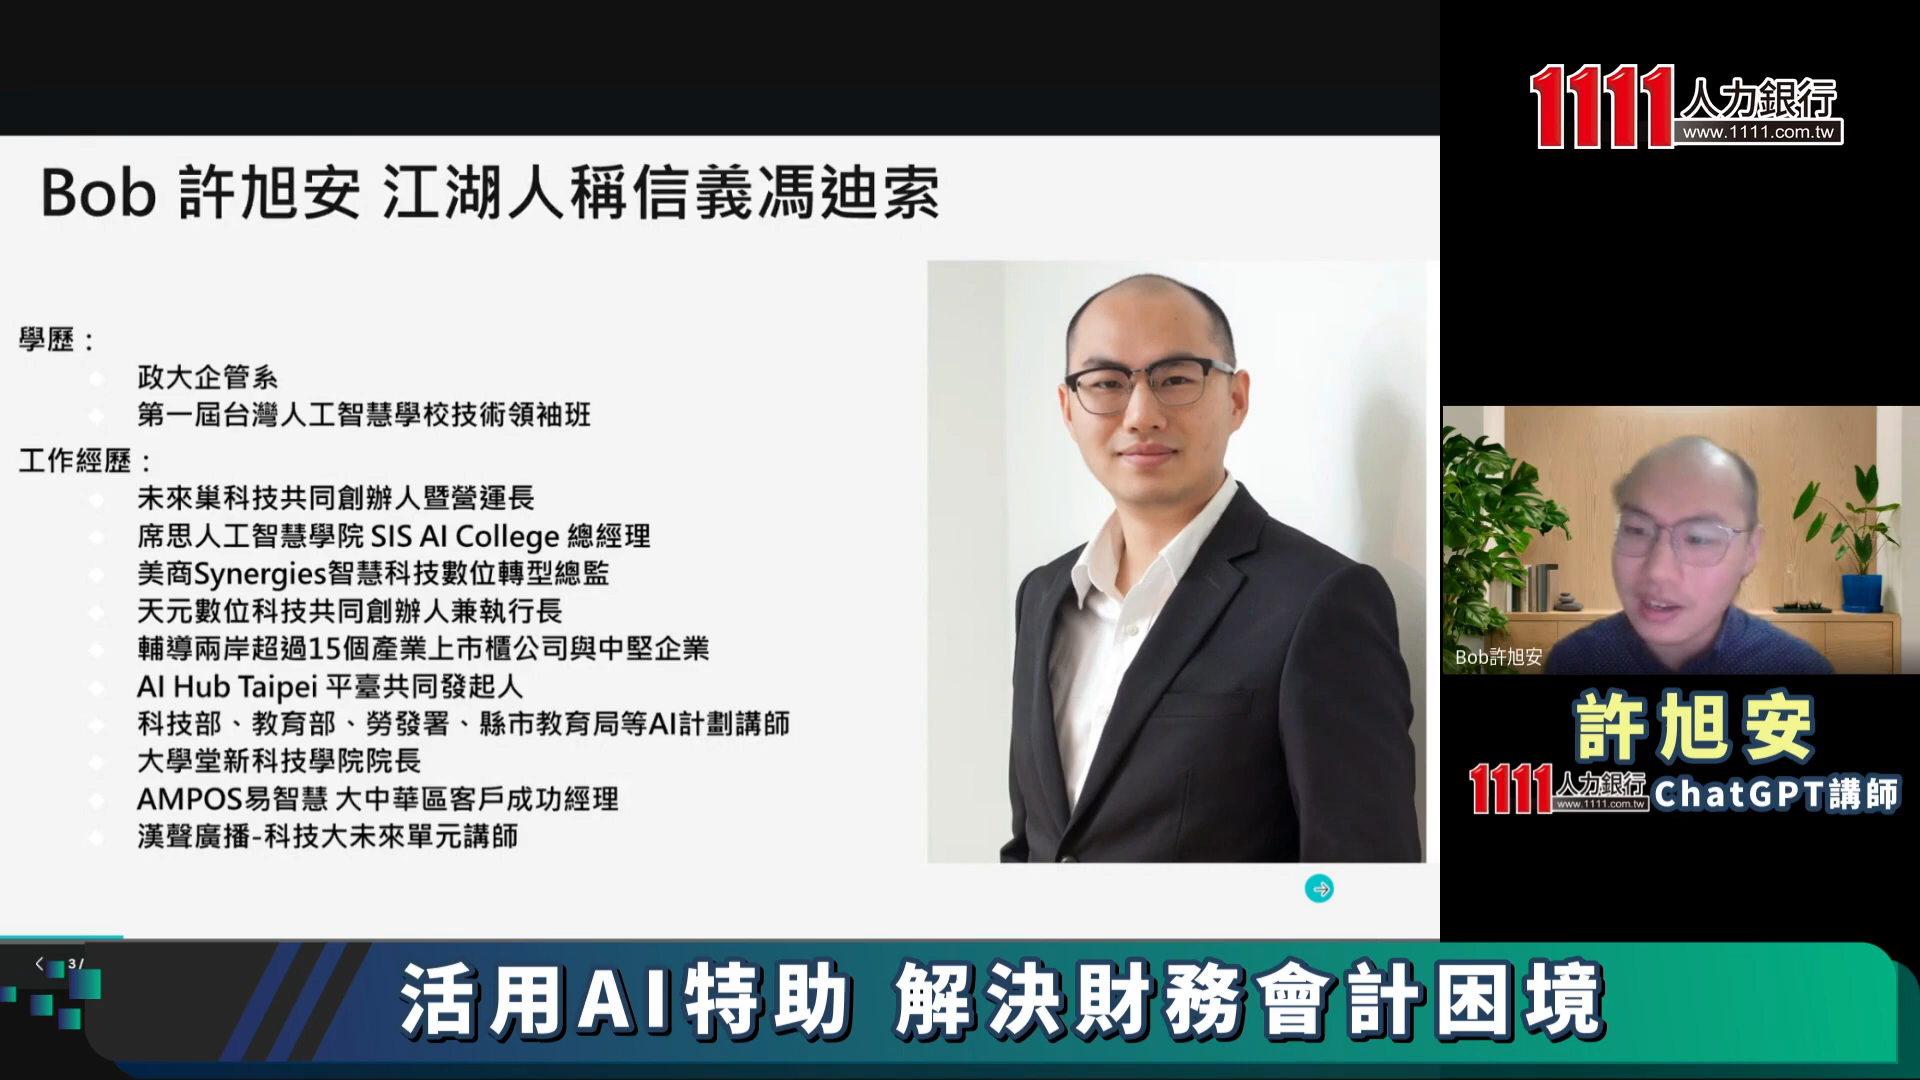 Bob 許旭安 江湖人稱信義馮迪索
學歷：
政大企管系
第一屆台灣人工智慧學校技術領袖班
工作經歷：
未來巢科技共同創辦人暨營運長
席思人工智慧學院 SIS AI College 總經理
美商Synergies智慧科技數位轉型總監
天元數位科技共同創辦人兼執行長
輔導兩岸超過15個產業上市櫃公司與中堅企業
AI Hub Taipei 平臺共同發起人
科技部、教育部、勞發署、縣市教育局等AI計劃講師
大學堂新科技學院院長
AMPOS易智慧 大中華區客戶成功經理
漢聲廣播-科技大未來單元講師
1111人力銀行
www.1111.com.tw
Bob許旭安
許旭安
1111人力銀行
www.1111.com.tw
ChatGPT講師
3/
活用AI特助 解決財務會計困境